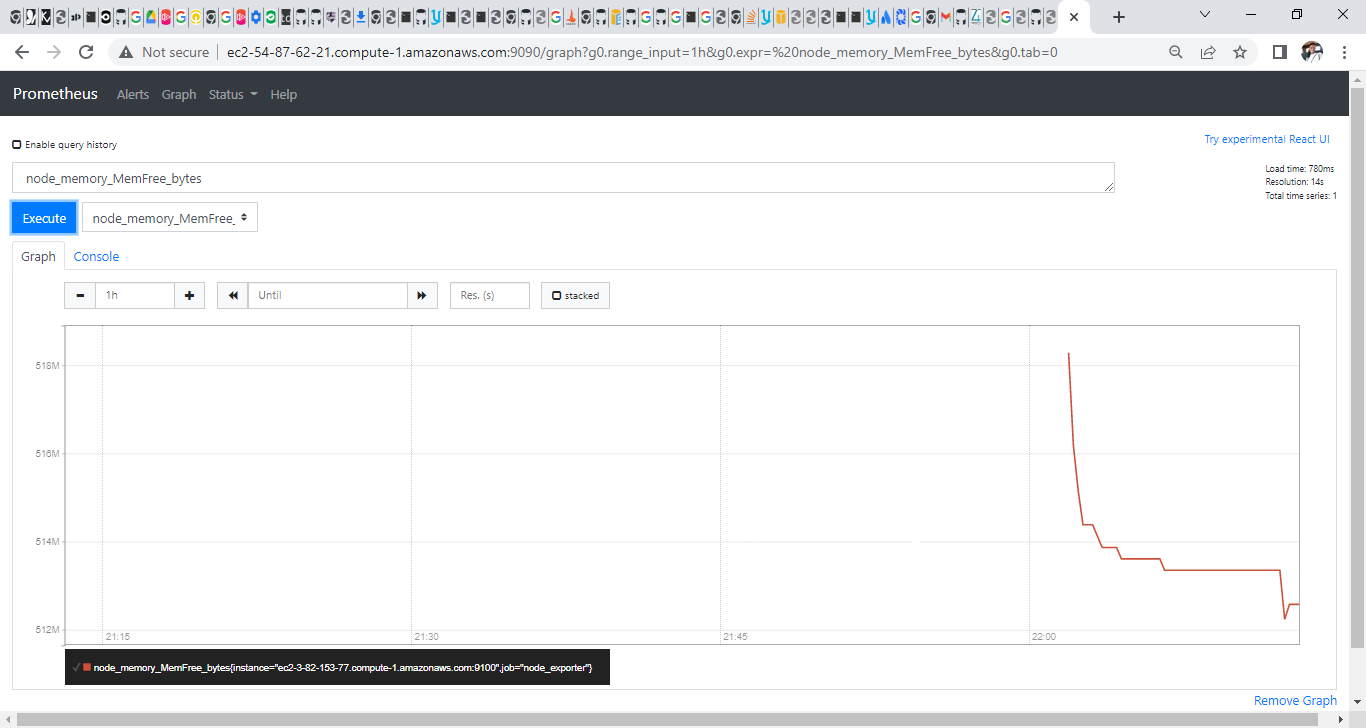 Not secure
ec2-54-87-62-21.compute-1.amazonaws.com:9090/graph?g0.range_input=1h&g0.expr=%20node_memory_MemFree_bytes&g0.tab=0
Prometheus Alerts Graph Status Help
Enable query history
Try experimental React UI
node_memory_MemFree_bytes
Load time: 780ms
Resolution: 14s
Total time series: 1
Execute
node_memory_MemFree_
Graph Console
1h Until Res. (s) stacked
518M
516M
514M
512M
21:15 21:30 21:45 22:00
node_memory_MemFree_bytes{instance="ec2-3-82-153-77.compute-1.amazonaws.com:9100",job="node_exporter"}
Remove Graph